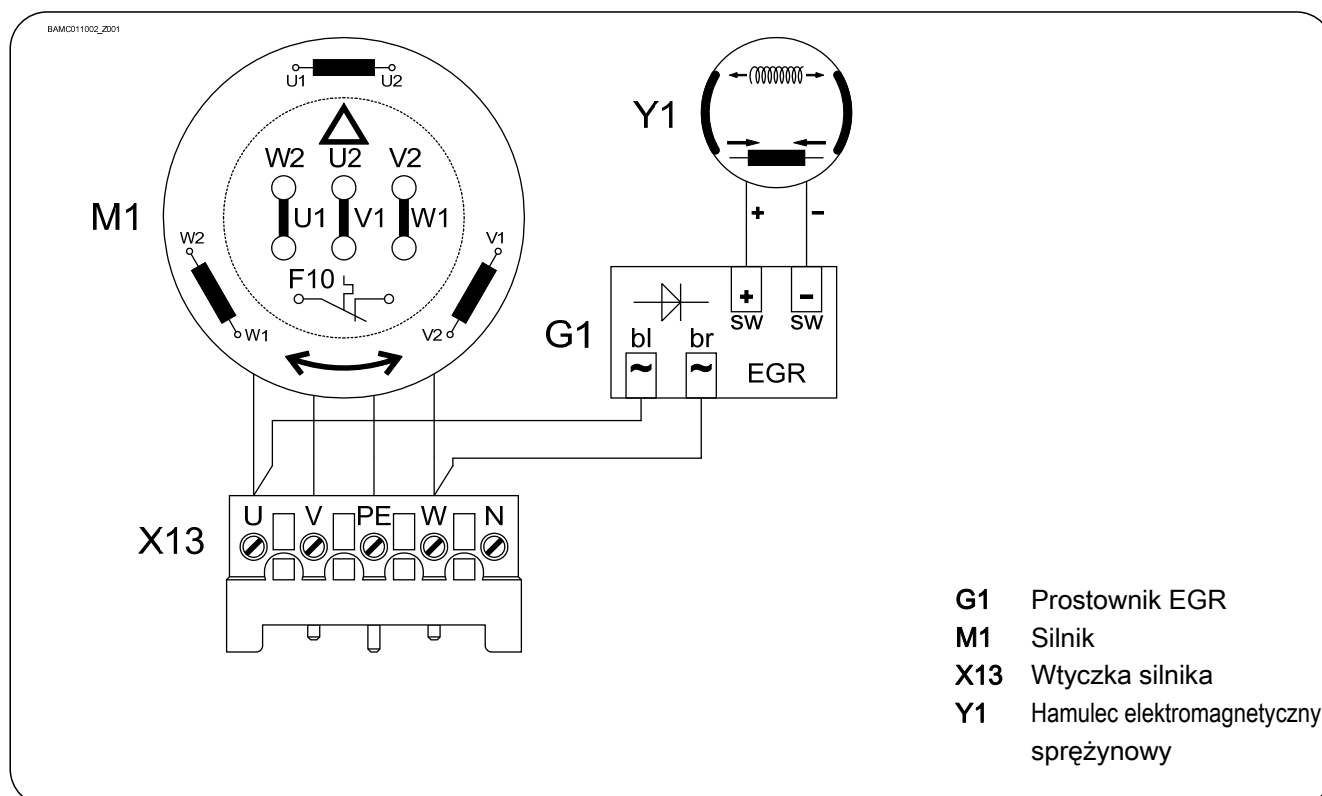 BAMC011002_Z001
U1 U2
Y1
W2 U2 V2
M1
U1 V1 W1
W2 V1
F10
W1 V2
+ -
G1
+ -
sw sw
bl br
~ ~
EGR
X13
U V PE W N
G1 Prostownik EGR
M1 Silnik
X13 Wtyczka silnika
Y1 Hamulec elektromagnetyczny
sprężynowy